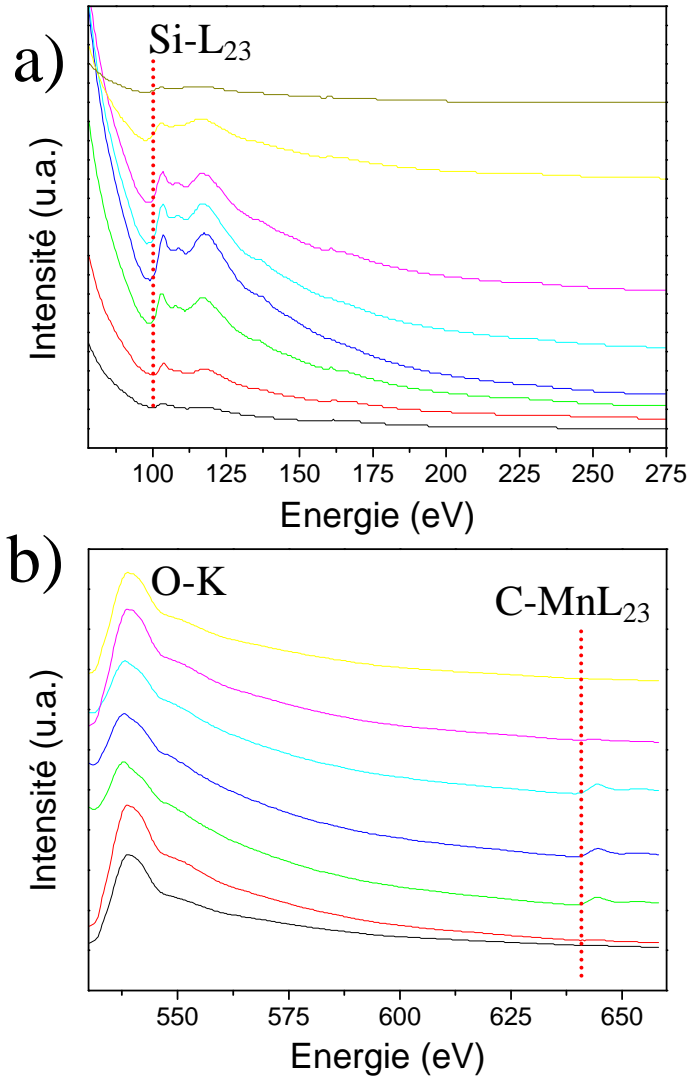 a)
Si-L23
Intensité (u.a.)
100 125 150 175 200 225 250 275
Energie (eV)
b)
O-K
C-MnL23
Intensité (u.a.)
550 575 600 625 650
Energie (eV)